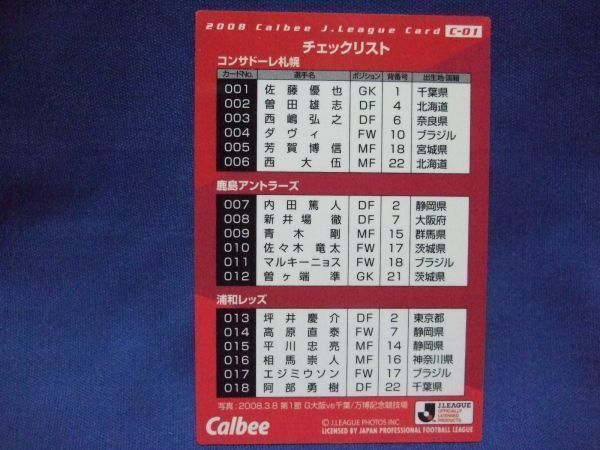 2008 Calbee J.League Card C-01
チェックリスト
コンサドーレ札幌
カードNo. 選手名 ポジション 背番号 出生地・国籍
001 佐藤優也 GK 1 千葉県
002 曽田雄志 DF 4 北海道
003 西嶋弘之 DF 6 奈良県
004 ダヴィ FW 10 ブラジル
005 芳賀博信 MF 18 宮城県
006 西大伍 MF 22 北海道
鹿島アントラーズ
007 内田篤人 DF 2 静岡県
008 新井場徹 DF 7 大阪府
009 青木剛 MF 15 群馬県
010 佐々木竜太 FW 17 茨城県
011 マルキーニョス FW 18 ブラジル
012 曽ヶ端準 GK 21 茨城県
浦和レッズ
013 坪井慶介 DF 2 東京都
014 高原直泰 FW 7 静岡県
015 平川忠亮 MF 14 静岡県
016 相馬崇人 MF 16 神奈川県
017 エジミウソン FW 17 ブラジル
018 阿部勇樹 DF 22 千葉県
写真:2008.3.8 第1節 G大阪vs千葉/万博記念競技場
Calbee
© J.LEAGUE PHOTOS INC.
LICENSED BY JAPAN PROFESSIONAL FOOTBALL LEAGUE
J.LEAGUE
OFFICIALLY
LICENSED
PRODUCTS